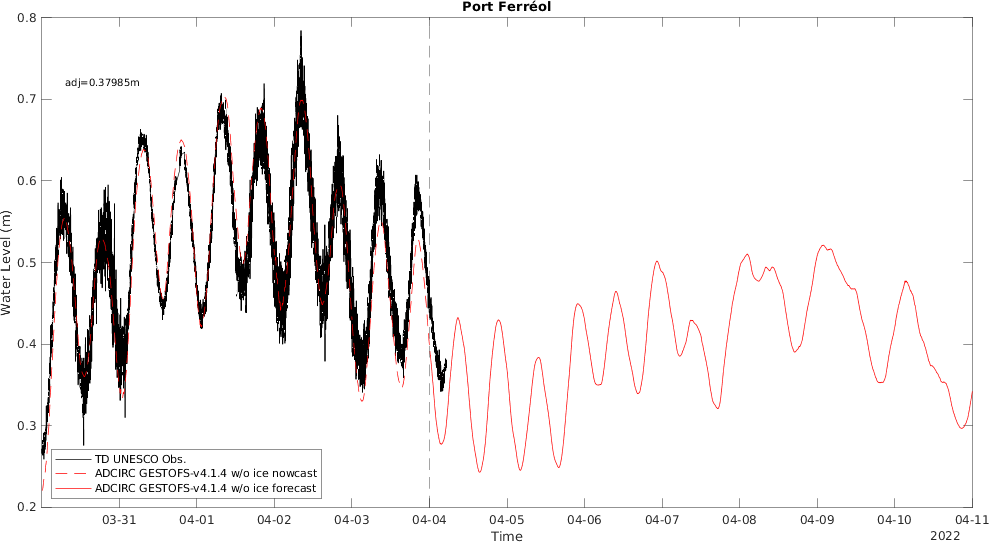 Port Ferréol
0.8
adj=0.37985m
0.7
0.6
0.5
Water Level (m)
0.4
0.3
0.2
TD UNESCO Obs.
ADCIRC GESTOFS-v4.1.4 w/o ice nowcast
ADCIRC GESTOFS-v4.1.4 w/o ice forecast
03-31 04-01 04-02 04-03 04-04 04-05 04-06 04-07 04-08 04-09 04-10 04-11
Time
2022